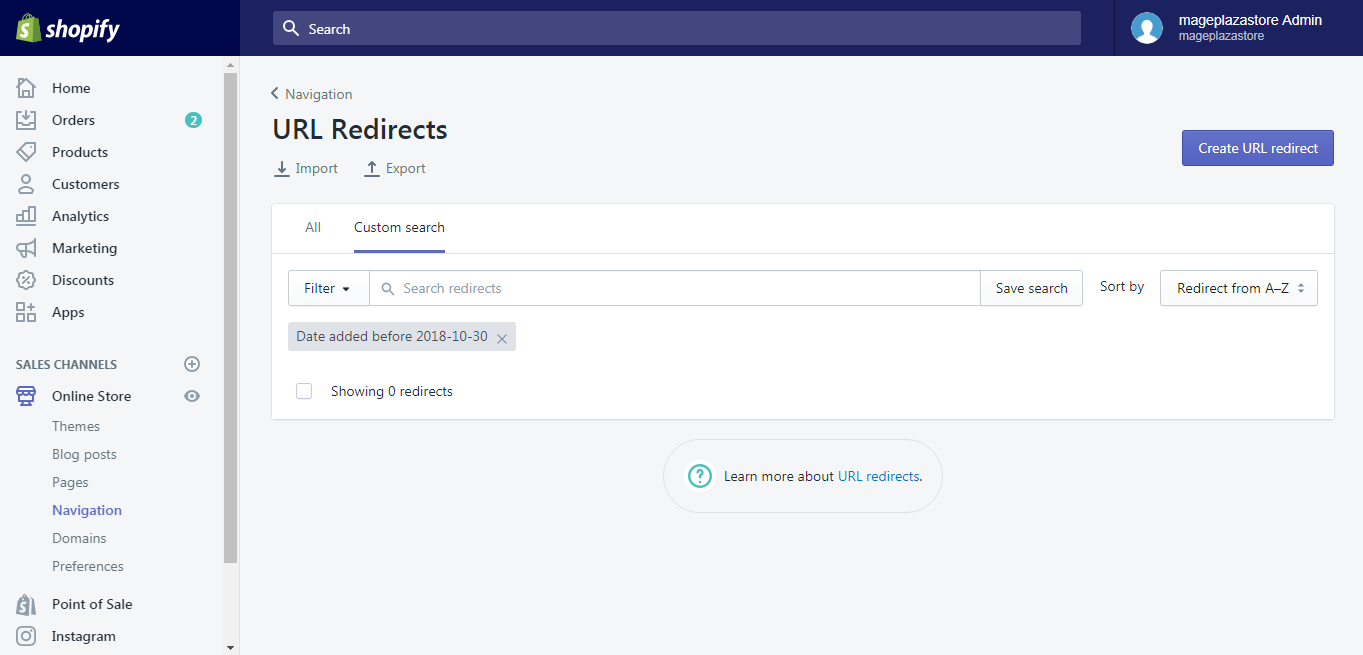 shopify
Search
mageplazastore Admin
mageplazastore
Home
Orders 2
Products
Customers
Analytics
Marketing
Discounts
Apps
SALES CHANNELS
Online Store
Themes
Blog posts
Pages
Navigation
Domains
Preferences
Point of Sale
Instagram
Navigation
URL Redirects
Import Export
Create URL redirect
All Custom search
Filter Search redirects Save search Sort by Redirect from A–Z
Date added before 2018-10-30
Showing 0 redirects
Learn more about URL redirects.